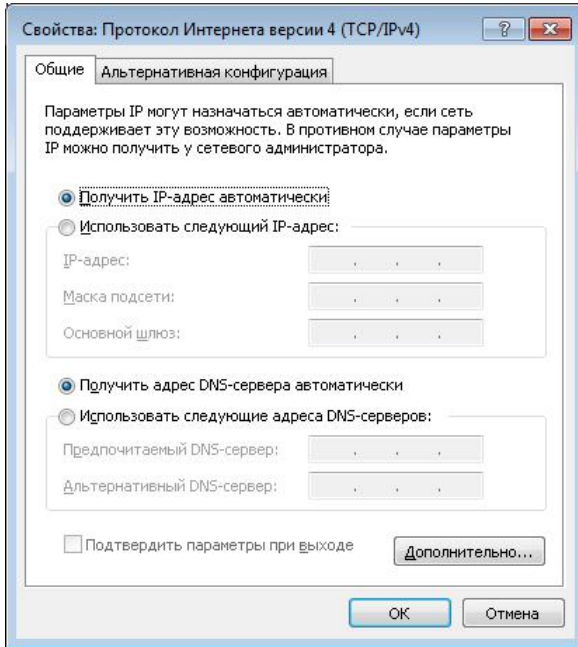 Свойства: Протокол Интернета версии 4 (TCP/IPv4)
Общие
Альтернативная конфигурация
Параметры IP могут назначаться автоматически, если сеть
поддерживает эту возможность. В противном случае параметры
IP можно получить у сетевого администратора.
Получить IP-адрес автоматически
Использовать следующий IP-адрес:
IP-адрес:
Маска подсети:
Основной шлюз:
Получить адрес DNS-сервера автоматически
Использовать следующие адреса DNS-серверов:
Предпочитаемый DNS-сервер:
Альтернативный DNS-сервер:
Подтвердить параметры при выходе
Дополнительно...
ОК
Отмена